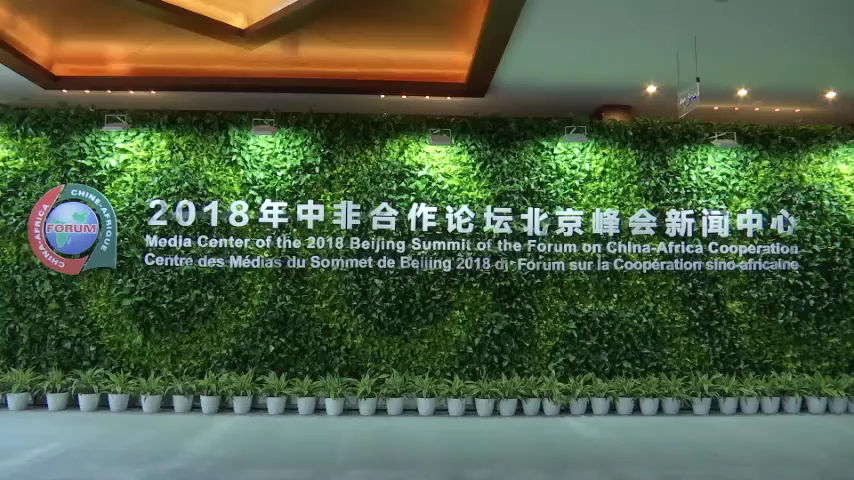 CHINA-AFRICA
CHINE-AFRIQUE
FORUM
2018年中非合作论坛北京峰会新闻中心
Media Center of the 2018 Beijing Summit of the Forum on China-Africa Cooperation
Centre des Médias du Sommet de Beijing 2018 du Forum sur la Coopération sino-africaine